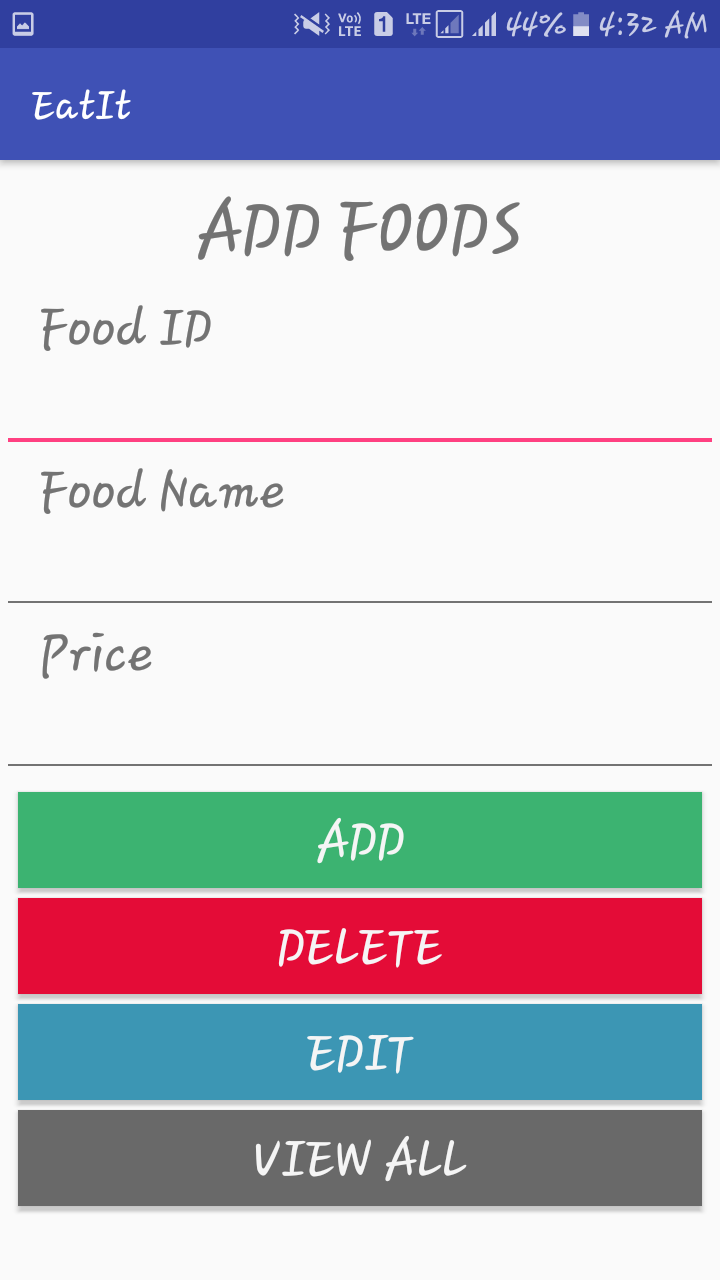 Vo)) LTE 1 LTE 44% 4:32 AM
EatIt
ADD FOODS
Food ID
Food Name
Price
ADD
DELETE
EDIT
VIEW ALL